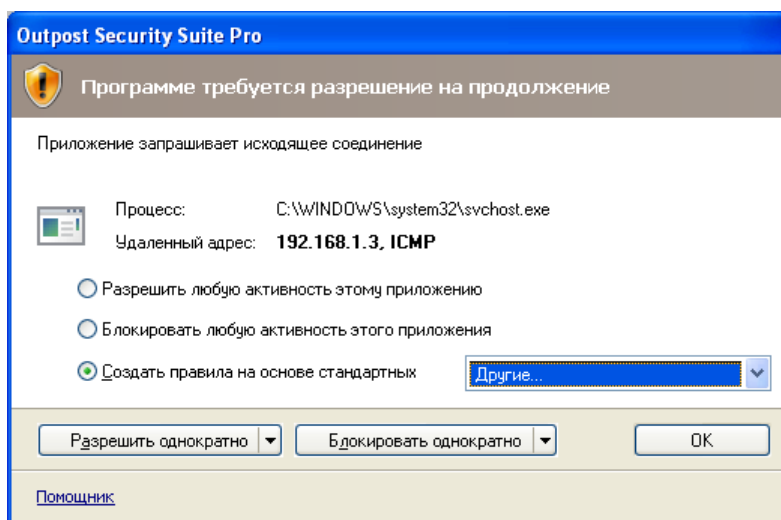 Outpost Security Suite Pro
Программе требуется разрешение на продолжение
Приложение запрашивает исходящее соединение
Процесс: C:\WINDOWS\system32\svchost.exe
Удаленный адрес: 192.168.1.3, ICMP
Разрешить любую активность этому приложению
Блокировать любую активность этого приложения
Создать правила на основе стандартных Другие...
Разрешить однократно Блокировать однократно OK
Помощник